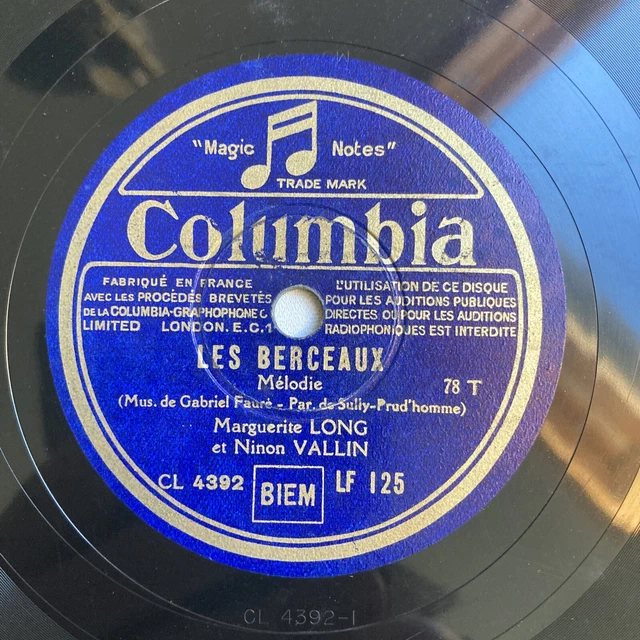 "Magic Notes"
TRADE MARK
Columbia
FABRIQUÉ EN FRANCE
AVEC LES PROCÉDÉS BREVETÉS
DE LA COLUMBIA-GRAPHOPHONE C
LIMITED LONDON. E.C.1
L'UTILISATION DE CE DISQUE
POUR LES AUDITIONS PUBLIQUES
DIRECTES OU POUR LES AUDITIONS
RADIOPHONIQUES EST INTERDITE
LES BERCEAUX
Mélodie
78 T
(Mus. de Gabriel Fauré - Par. de Sully-Prud'homme)
Marguerite LONG
et Ninon VALLIN
CL 4392 BIEM LF 125
CL 4392-1